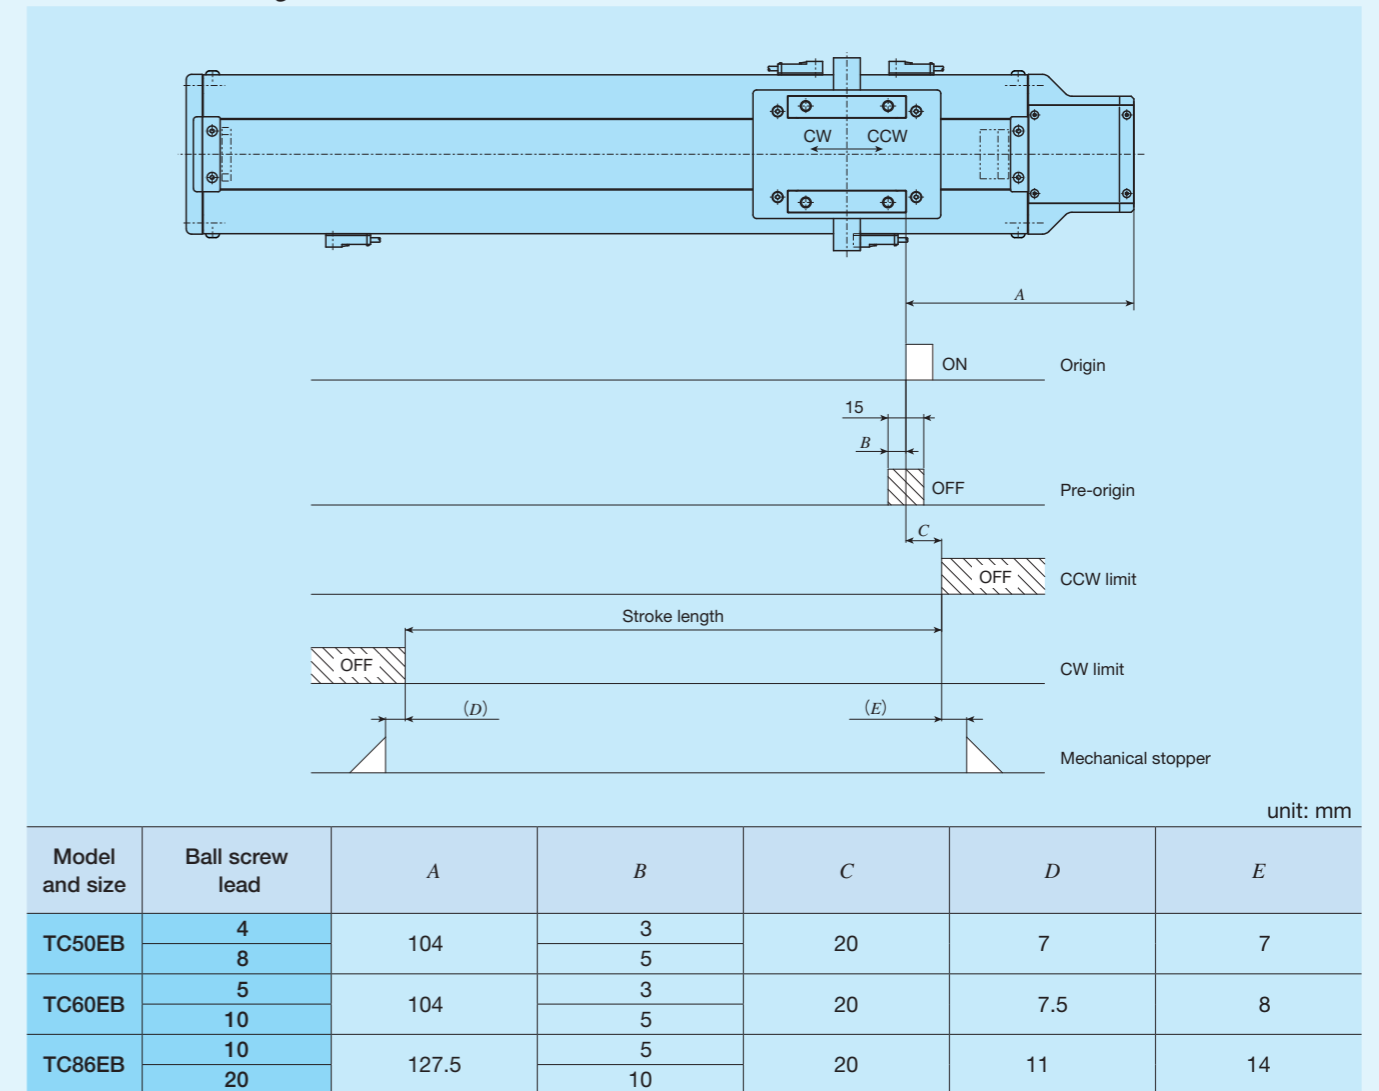 CW CCW
A
ON Origin
15
B
OFF Pre-origin
C
OFF CCW limit
Stroke length
OFF CW limit
(D) (E)
Mechanical stopper
unit: mm
Model and size Ball screw lead A B C D E
TC50EB 4 104 3 20 7 7
8 5
TC60EB 5 104 3 20 7.5 8
10 5
TC86EB 10 127.5 5 20 11 14
20 10